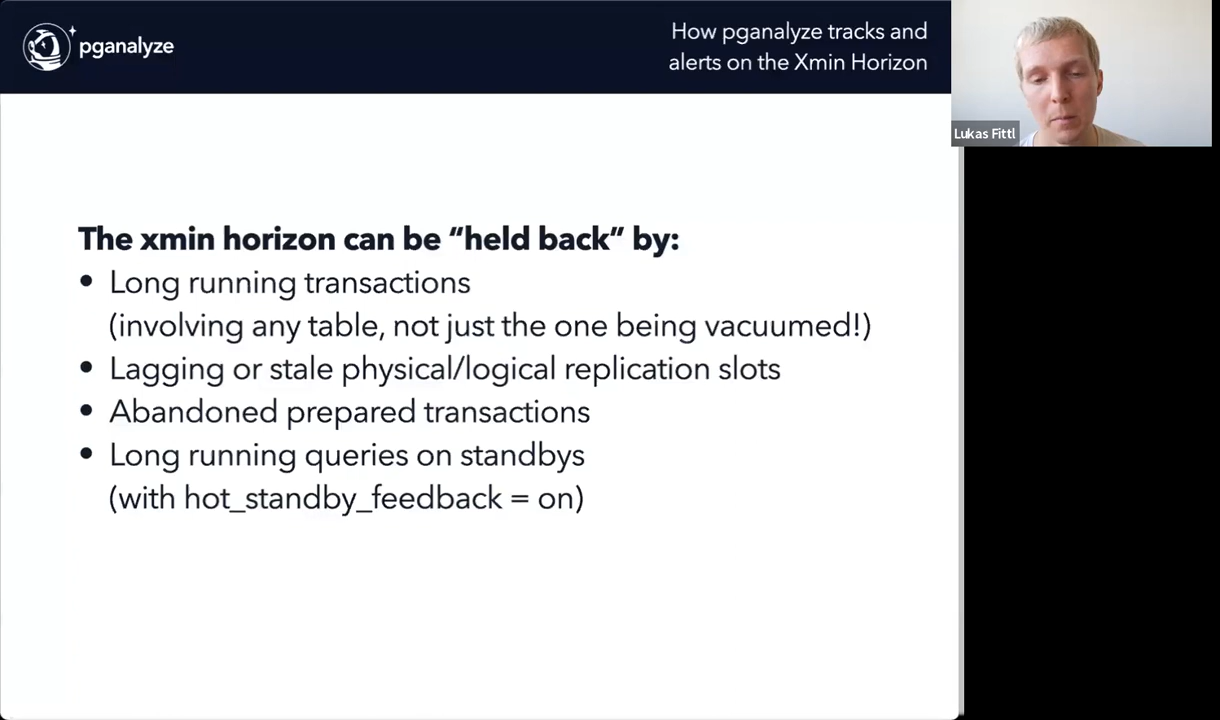 pganalyze
How pganalyze tracks and
alerts on the Xmin Horizon
Lukas Fittl
The xmin horizon can be “held back” by:
• Long running transactions
(involving any table, not just the one being vacuumed!)
• Lagging or stale physical/logical replication slots
• Abandoned prepared transactions
• Long running queries on standbys
(with hot_standby_feedback = on)